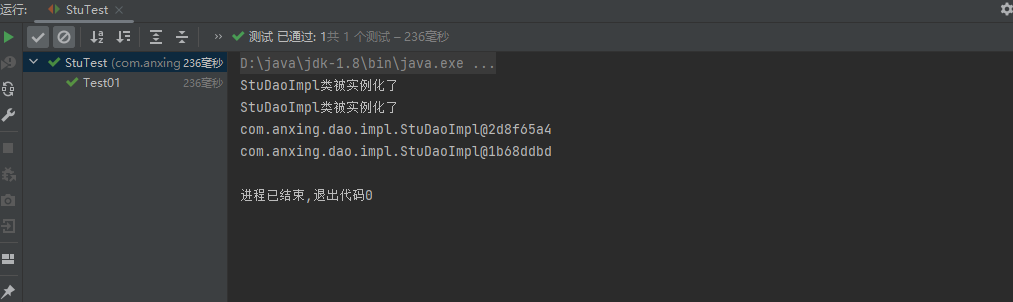 运行: StuTest
测试 已通过: 1共 1 个测试 – 236毫秒
StuTest (com.anxing 236毫秒
Test01 236毫秒
D:\java\jdk-1.8\bin\java.exe ...
StuDaoImpl类被实例化了
StuDaoImpl类被实例化了
com.anxing.dao.impl.StuDaoImpl@2d8f65a4
com.anxing.dao.impl.StuDaoImpl@1b68ddbd
进程已结束,退出代码0